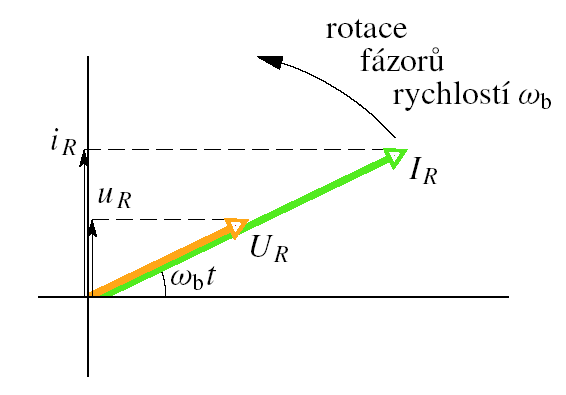 rotace
fázorů
rychlostí ωb
iR
IR
uR
UR
ωbt